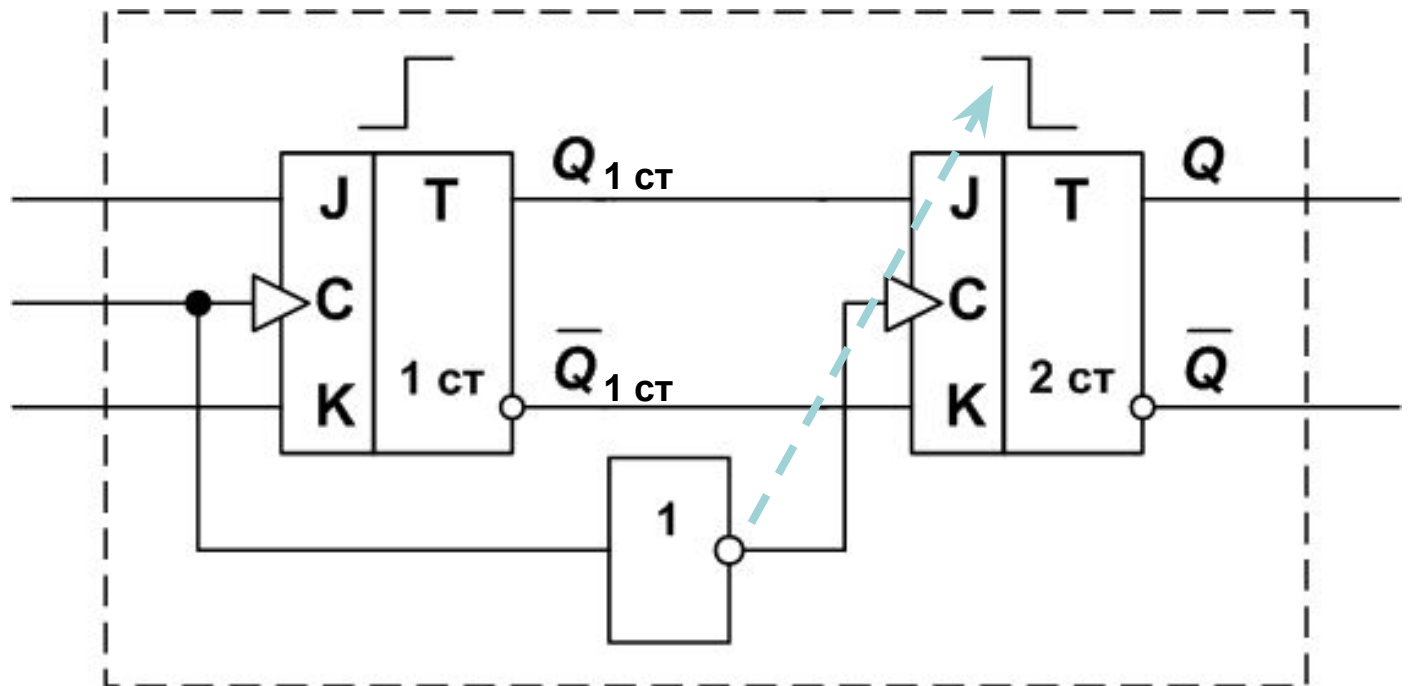 J T Q 1 ст J T Q
C C
K 1 ст Q̅ 1 ст K 2 ст Q̅
1